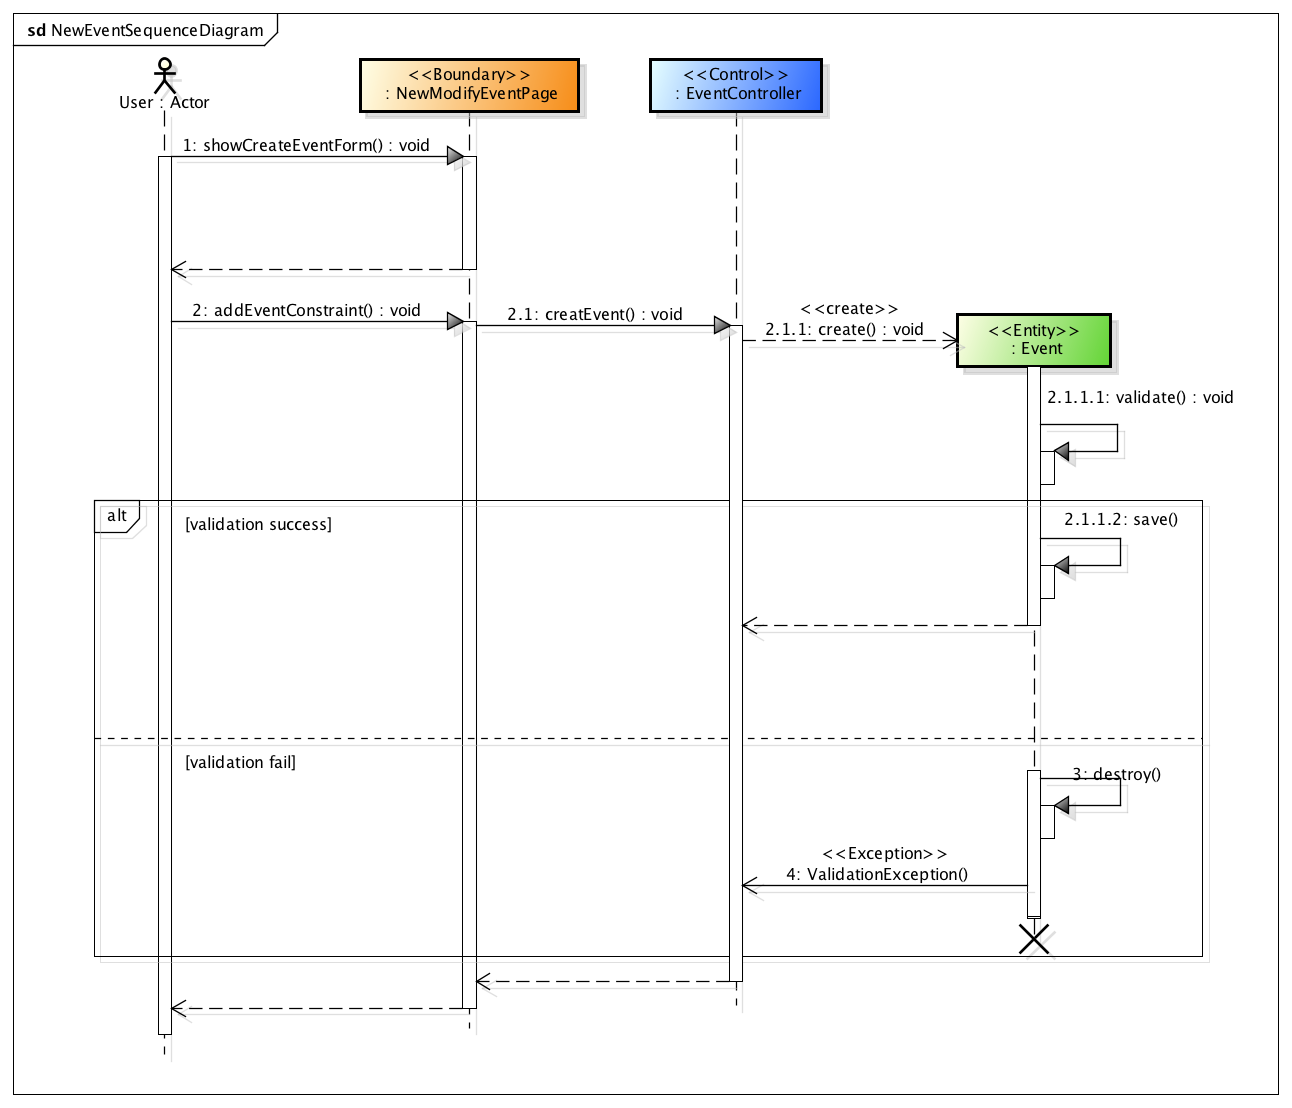 sd NewEventSequenceDiagram
User : Actor
<<Boundary>>
: NewModifyEventPage
<<Control>>
: EventController
1: showCreateEventForm() : void
2: addEventConstraint() : void
2.1: creatEvent() : void
<<create>>
2.1.1: create() : void
<<Entity>>
: Event
2.1.1.1: validate() : void
alt
[validation success]
2.1.1.2: save()
[validation fail]
3: destroy()
<<Exception>>
4: ValidationException()